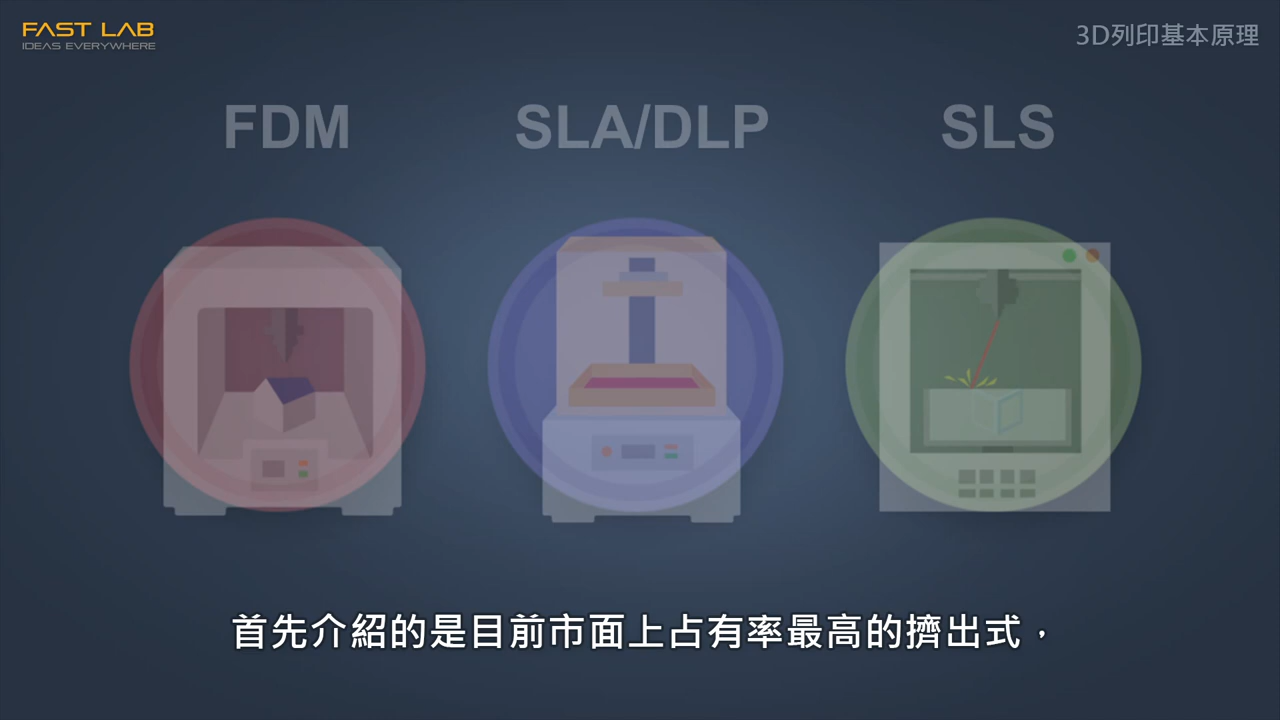 FAST LAB
IDEAS EVERYWHERE
3D列印基本原理
FDM
SLA/DLP
SLS
首先介紹的是目前市面上占有率最高的擠出式，